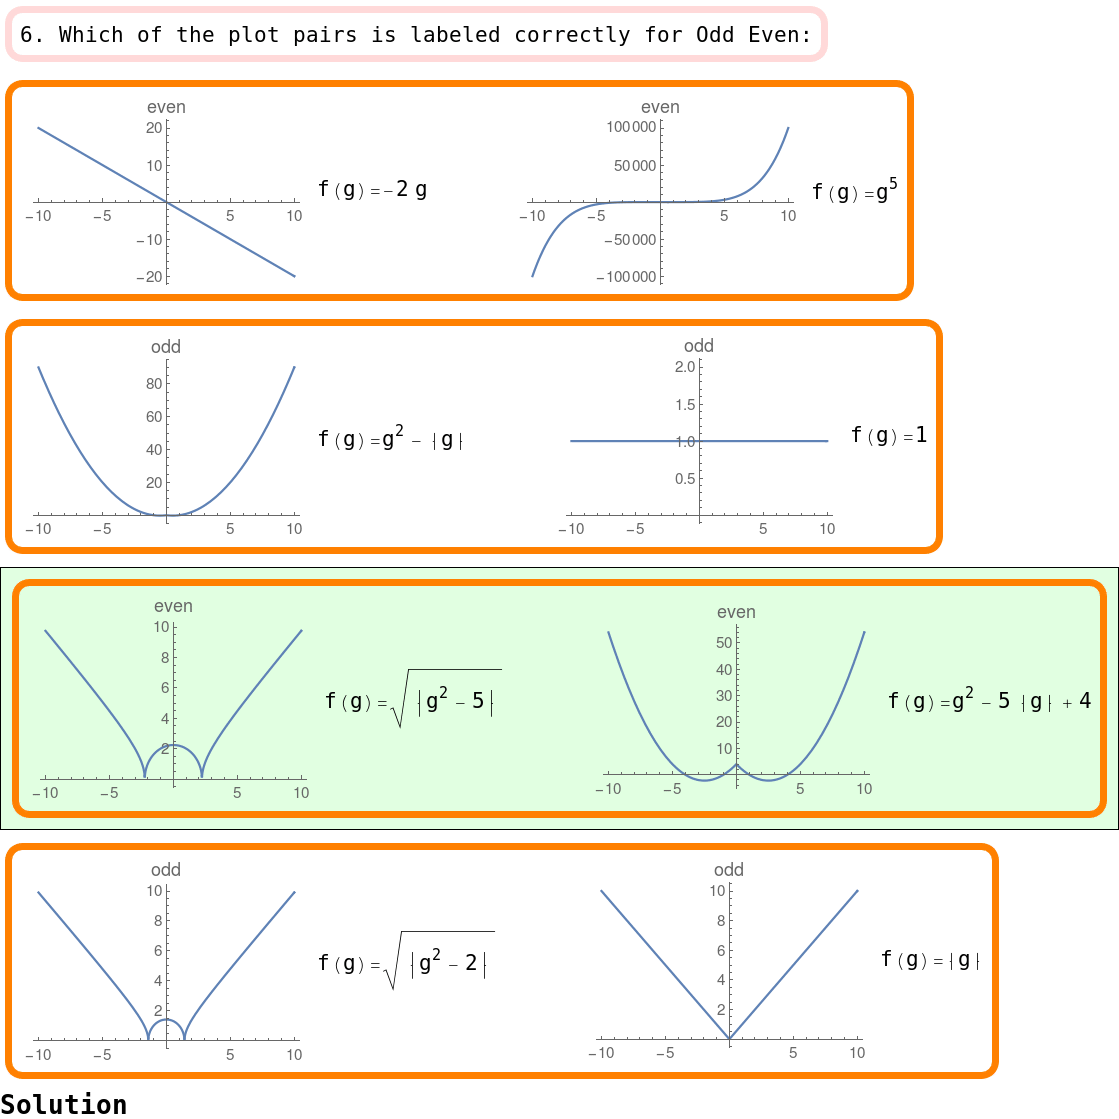 6. Which of the plot pairs is labeled correctly for Odd Even:
even even
20 100 000
10 50 000
f(g)=-2 g f(g)=g⁵
-10 -5 5 10 -10 -5 5 10
-10 -50 000
-20 -100 000
odd odd
80 2.0
60 1.5
f(g)=g² - |g| f(g)=1
40 1.0
20 0.5
-10 -5 5 10 -10 -5 5 10
even even
10 50
8 40
6 30
f(g)=√|g² - 5| f(g)=g² - 5 |g| + 4
4 20
2 10
-10 -5 5 10 -10 -5 5 10
odd odd
10 10
8 8
6 6
f(g)=√|g² - 2| f(g)=|g|
4 4
2 2
-10 -5 5 10 -10 -5 5 10
Solution